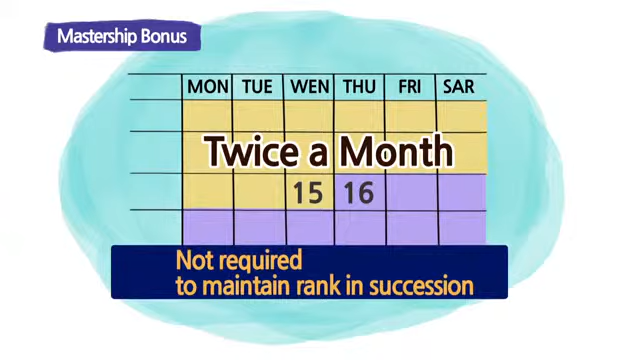 Mastership Bonus
MON TUE WEN THU FRI SAR
Twice a Month
15 16
Not required
to maintain rank in succession